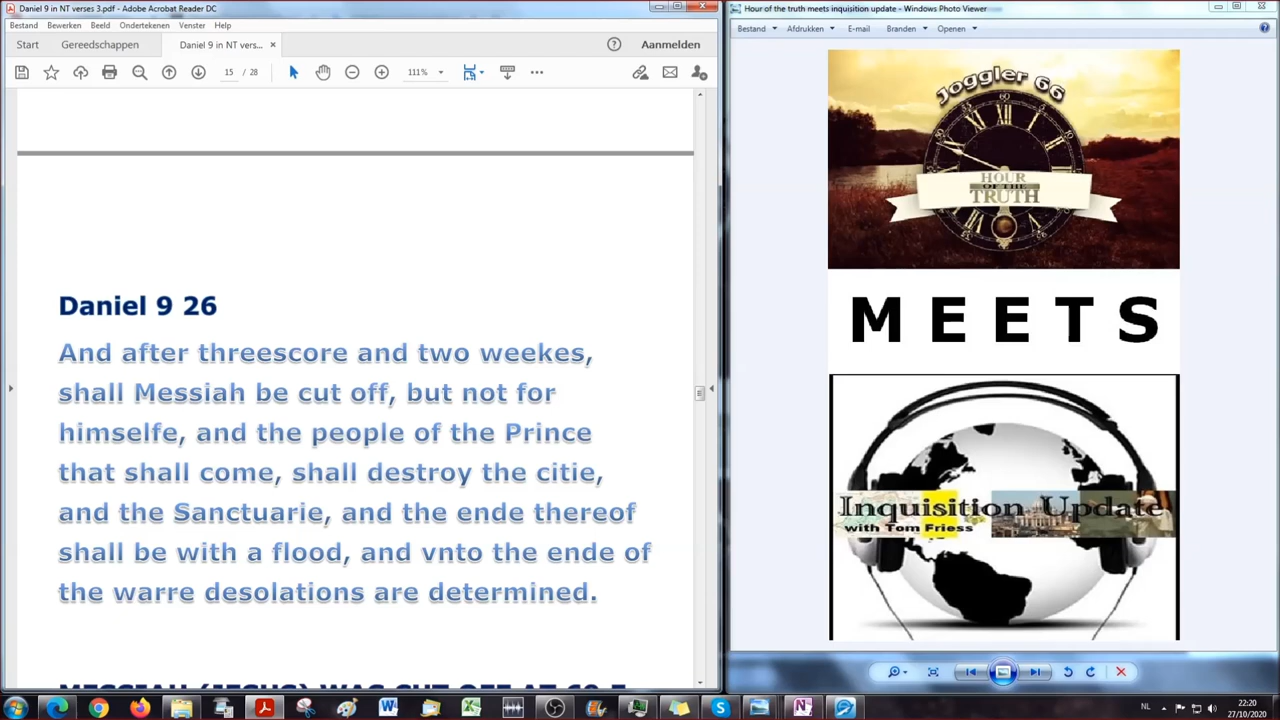 Daniel 9 in NT verses 3.pdf - Adobe Acrobat Reader DC
Bestand Bewerken Beeld Ondertekenen Venster Help
Start Gereedschappen Daniel 9 in NT vers... × Aanmelden
15 / 28 111%
Daniel 9 26
And after threescore and two weekes,
shall Messiah be cut off, but not for
himselfe, and the people of the Prince
that shall come, shall destroy the citie,
and the Sanctuarie, and the ende thereof
shall be with a flood, and vnto the ende of
the warre desolations are determined.
Hour of the truth meets inquisition update - Windows Photo Viewer
Bestand Afdrukken E-mail Branden Openen
Joggler 66
HOUR
OF THE
TRUTH
MEETS
Inquisition Update
with Tom Friess
NL 22:20
27/10/2020